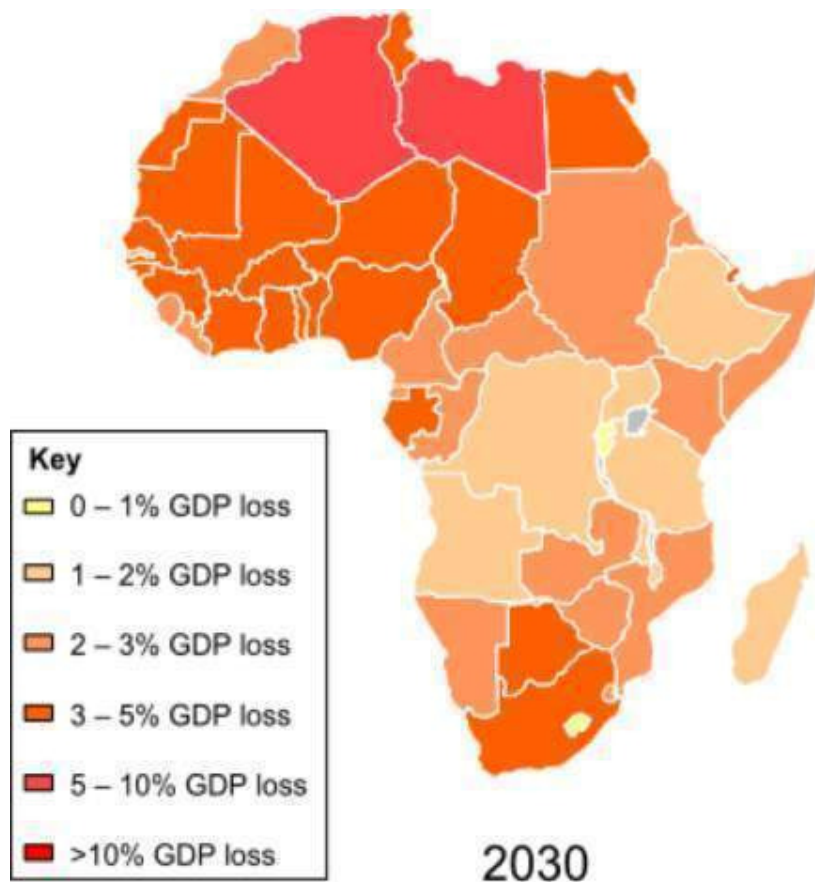 Key
0 – 1% GDP loss
1 – 2% GDP loss
2 – 3% GDP loss
3 – 5% GDP loss
5 – 10% GDP loss
>10% GDP loss
2030